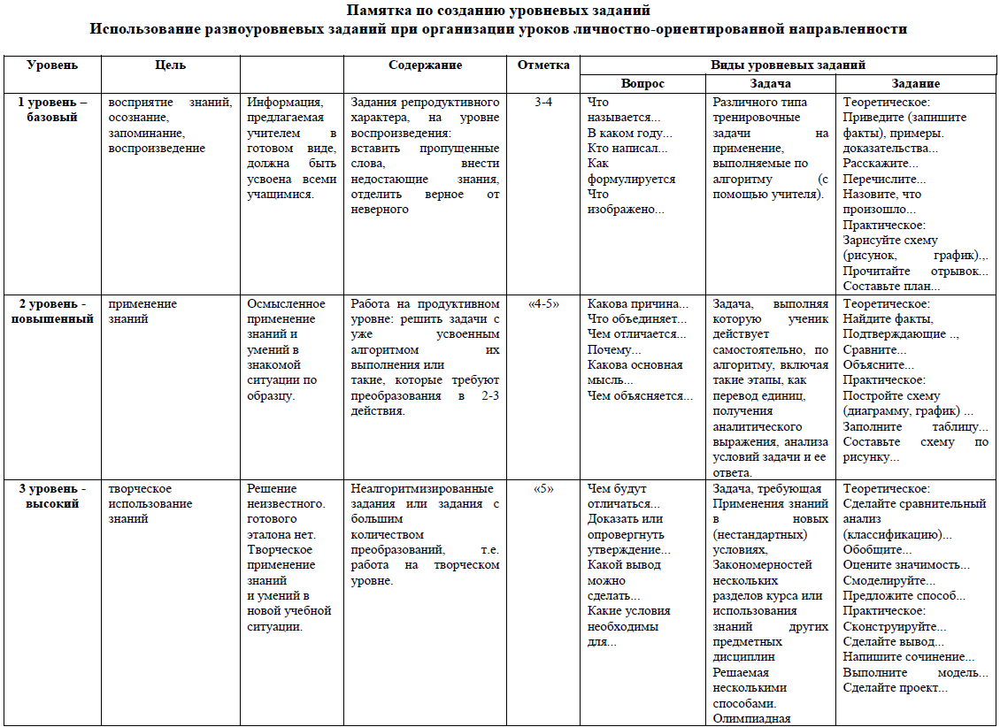 Памятка по созданию уровневых заданий
Использование разноуровневых заданий при организации уроков личностно-ориентированной направленности
Уровень
Цель
Содержание
Отметка
Виды уровневых заданий
Вопрос
Задача
Задание
1 уровень –
базовый
восприятие знаний,
осознание,
запоминание,
воспроизведение
Информация,
предлагаемая
учителем в
готовом виде,
должна быть
усвоена всеми
учащимися.
Задания репродуктивного
характера, на уровне
воспроизведения:
вставить пропущенные
слова, внести
недостающие знания,
отделить верное от
неверного
3-4
Что
называется...
В каком году...
Кто написал...
Как
формулируется
Что
изображено...
Различного типа
тренировочные
задачи на
применение,
выполняемые по
алгоритму (с
помощью учителя).
Теоретическое:
Приведите (запишите
факты), примеры.
доказательства...
Расскажите...
Перечислите...
Назовите, что
произошло...
Практическое:
Зарисуйте схему
(рисунок, график).,.
Прочитайте отрывок...
Составьте план...
2 уровень -
повышенный
применение
знаний
Осмысленное
применение
знаний и
умений в
знакомой
ситуации по
образцу.
Работа на продуктивном
уровне: решить задачи с
уже усвоенным
алгоритмом их
выполнения или
такие, которые требуют
преобразования в 2-3
действия.
«4-5»
Какова причина...
Что объединяет...
Чем отличается...
Почему...
Какова основная
мысль...
Чем объясняется...
Задача, выполняя
которую ученик
действует
самостоятельно, по
алгоритму, включая
такие этапы, как
перевод единиц,
получения
аналитического
выражения, анализа
условий задачи и ее
ответа.
Теоретическое:
Найдите факты,
Подтверждающие ..,
Сравните...
Объясните...
Практическое:
Постройте схему
(диаграмму, график) ...
Заполните таблицу...
Составьте схему по
рисунку...
3 уровень -
высокий
творческое
использование
знаний
Решение
неизвестного.
готового
эталона нет.
Творческое
применение
знаний
и умений в
новой учебной
ситуации.
Неалгоритмизированные
задания или задания с
большим
количеством
преобразований, т.е.
работа на творческом
уровне.
«5»
Чем будут
отличаться...
Доказать или
опровергнуть
утверждение...
Какой вывод
можно
сделать...
Какие условия
необходимы
для...
Задача, требующая
Применения знаний
в новых
(нестандартных)
условиях,
Закономерностей
нескольких
разделов курса или
использования
знаний других
предметных
дисциплин
Решаемая
несколькими
способами.
Олимпиадная
Теоретическое:
Сделайте сравнительный
анализ
(классификацию)...
Обобщите...
Оцените значимость...
Смоделируйте...
Предложите способ...
Практическое:
Сконструируйте...
Сделайте вывод...
Напишите сочинение...
Выполните модель...
Сделайте проект...